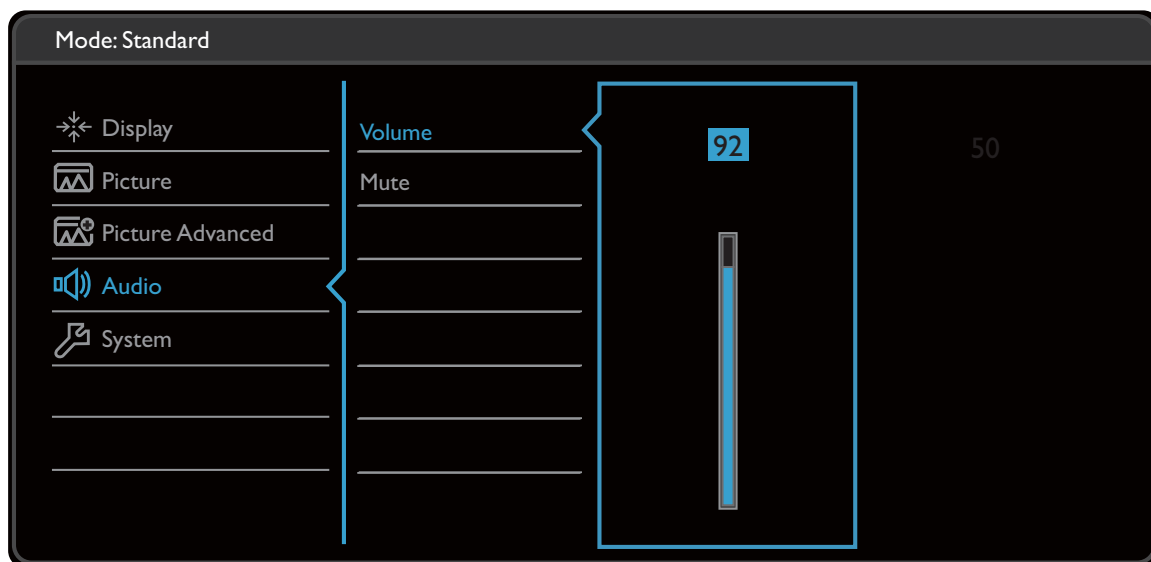 Mode: Standard
Display
Picture
Picture Advanced
Audio
System
Volume
Mute
92
50